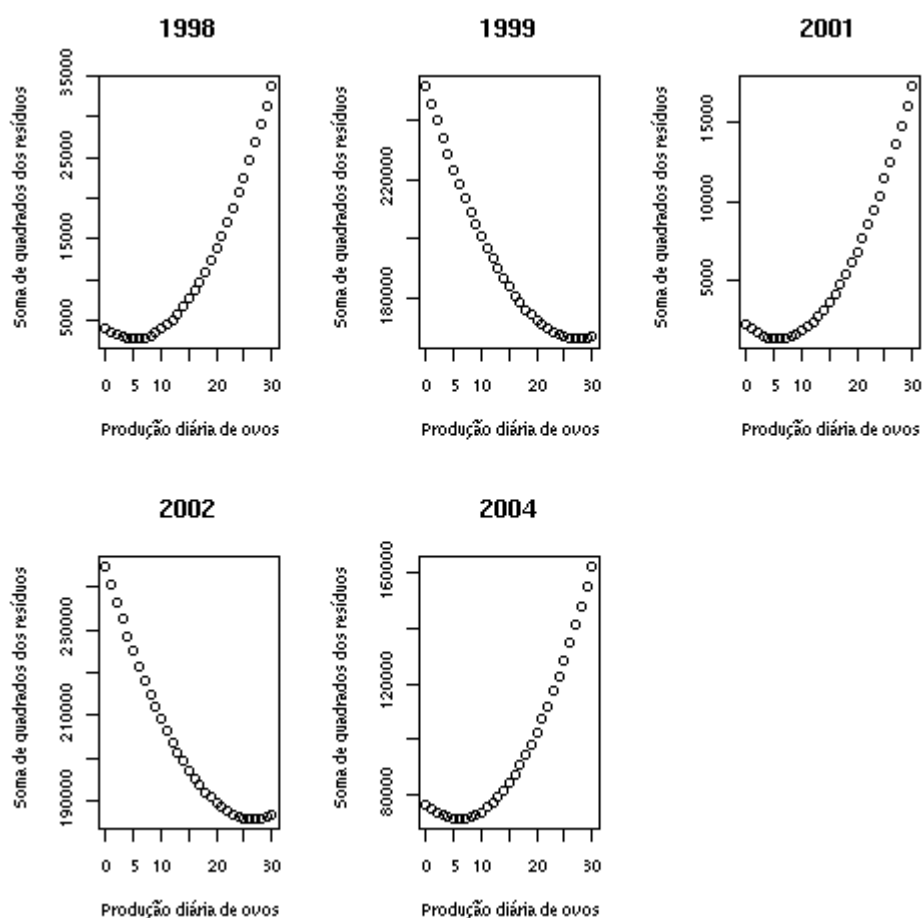 1998
Soma de quadrados dos resíduos
35000
25000
15000
5000
0 5 10 20 30
Produção diária de ovos
1999
Soma de quadrados dos resíduos
220000
180000
0 5 10 20 30
Produção diária de ovos
2001
Soma de quadrados dos resíduos
15000
10000
5000
0 5 10 20 30
Produção diária de ovos
2002
Soma de quadrados dos resíduos
230000
210000
190000
0 5 10 20 30
Produção diária de ovos
2004
Soma de quadrados dos resíduos
160000
120000
80000
0 5 10 20 30
Produção diária de ovos